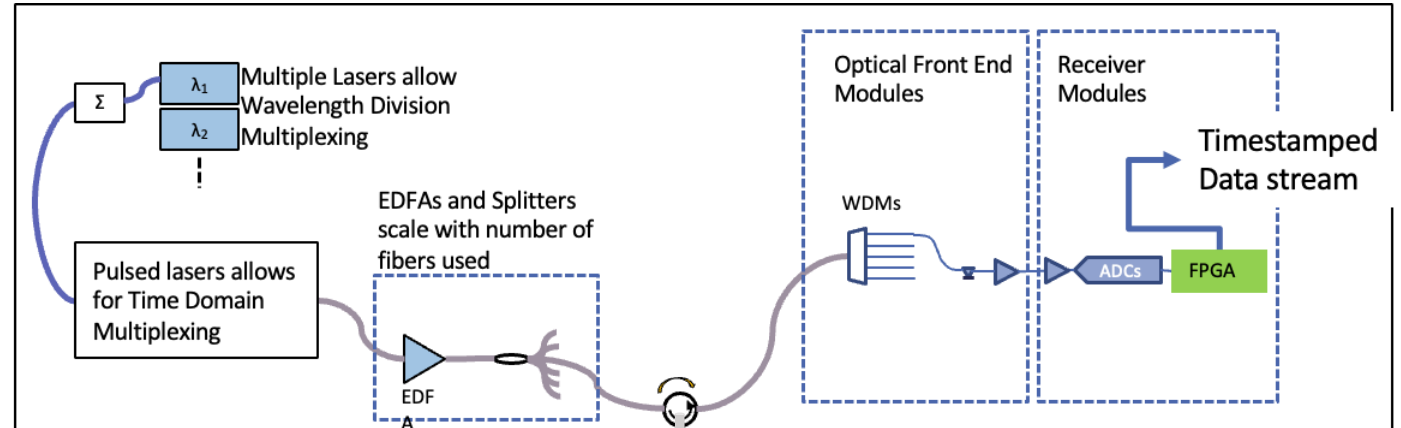 Σ
λ1
λ2
Multiple Lasers allow
Wavelength Division
Multiplexing
Pulsed lasers allows
for Time Domain
Multiplexing
EDFAs and Splitters
scale with number of
fibers used
EDF
A
Optical Front End
Modules
WDMs
Receiver
Modules
ADCs
FPGA
Timestamped
Data stream